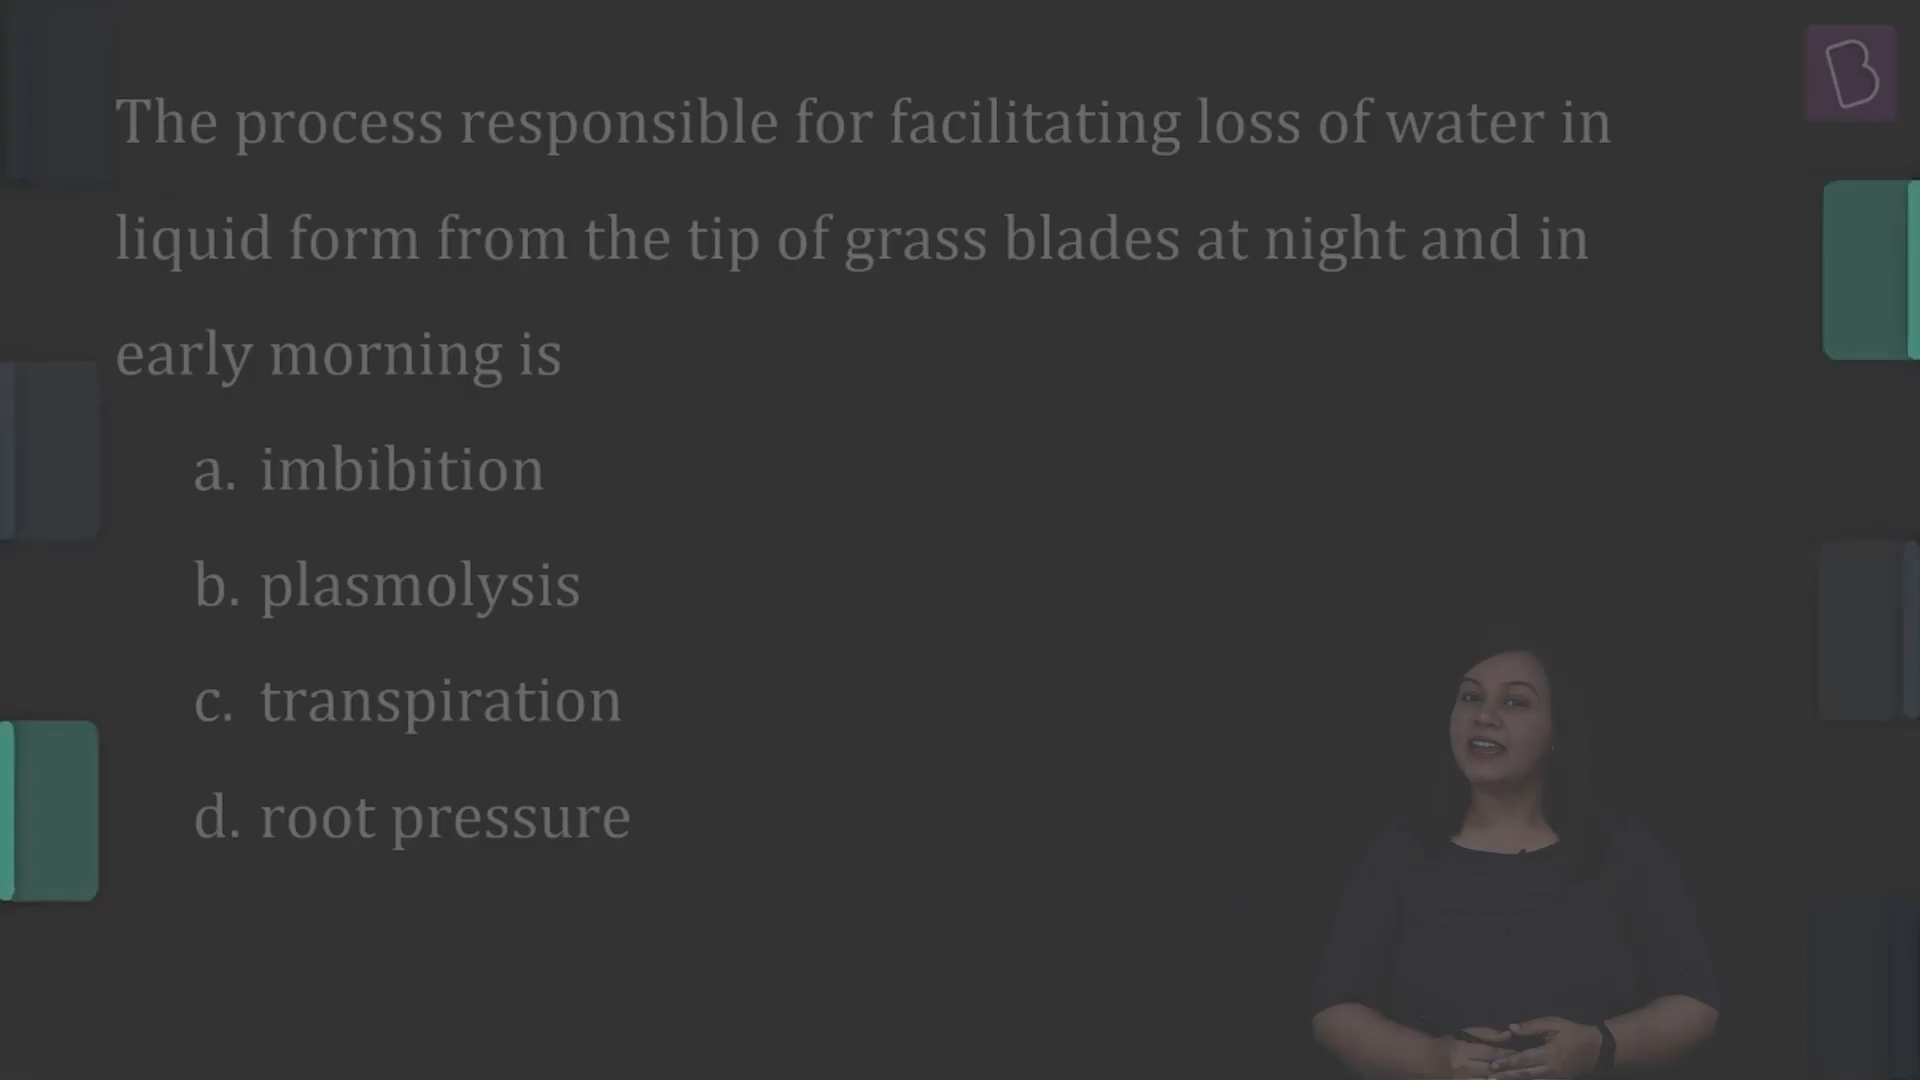 The process responsible for facilitating loss of water in
liquid form from the tip of grass blades at night and in
early morning is
a. imbibition
b. plasmolysis
c. transpiration
d. root pressure